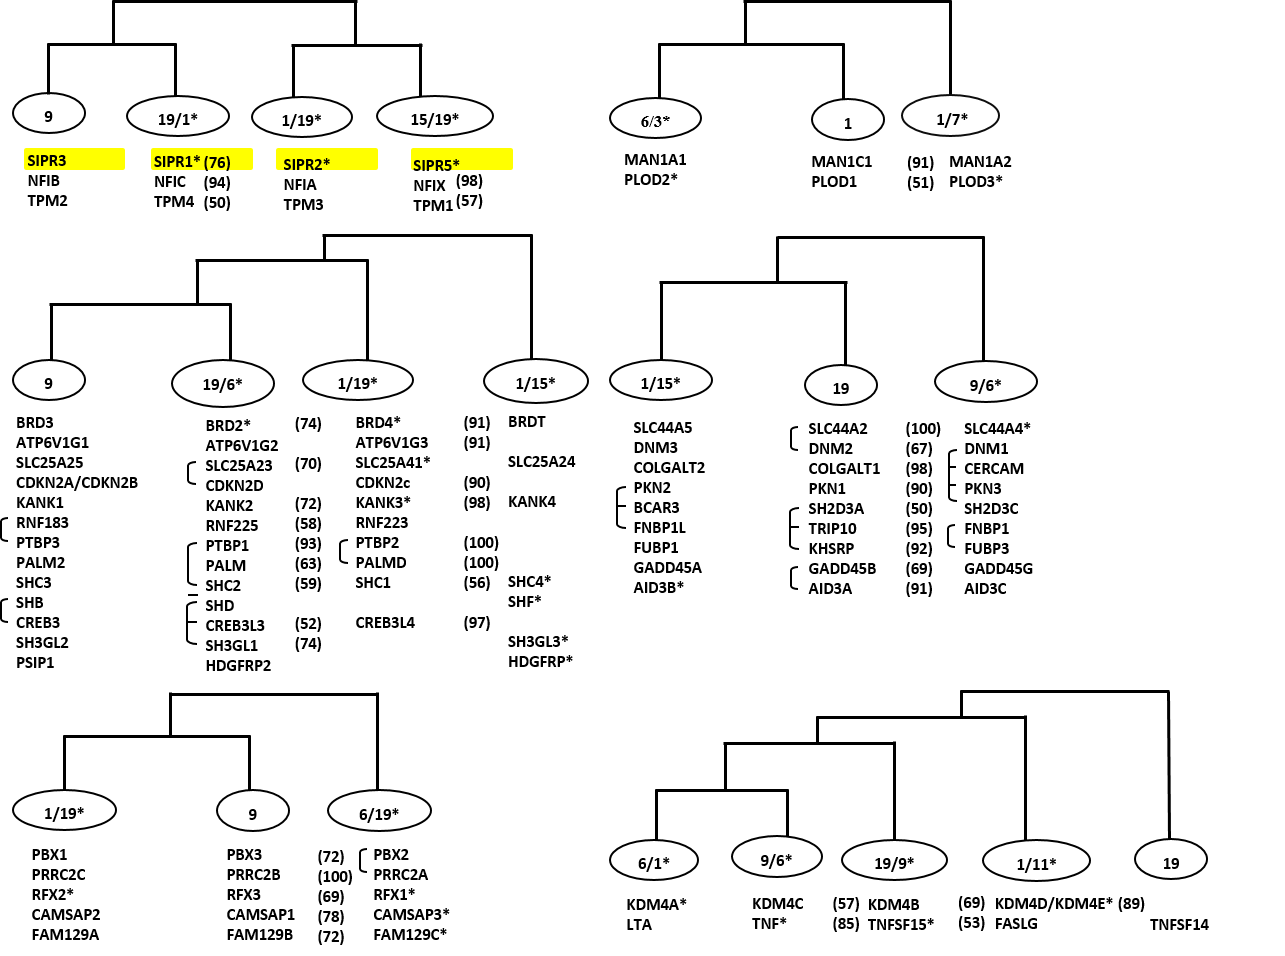 9 19/1* 1/19* 15/19*
SIPR3 SIPR1* (76) SIPR2* SIPR5*
NFIB NFIC (94) NFIA NFIX (98)
TPM2 TPM4 (50) TPM3 TPM1 (57)
6/3* 1 1/7*
MAN1A1 MAN1C1 (91) MAN1A2
PLOD2* PLOD1 (51) PLOD3*
9 19/6* 1/19* 1/15*
BRD3 BRD2* (74) BRD4* (91) BRDT
ATP6V1G1 ATP6V1G2 ATP6V1G3 (91)
SLC25A25 SLC25A23 (70) SLC25A41* SLC25A24
CDKN2A/CDKN2B CDKN2D CDKN2c (90)
KANK1 KANK2 (72) KANK3* (98) KANK4
RNF183 RNF225 (58) RNF223
PTBP3 PTBP1 (93) PTBP2 (100)
PALM2 PALM (63) PALMD (100)
SHC3 SHC2 (59) SHC1 (56) SHC4*
SHB SHD SHF*
CREB3 CREB3L3 (52) CREB3L4 (97)
SH3GL2 SH3GL1 (74) SH3GL3*
PSIP1 HDGFRP2 HDGFRP*
1/15* 19 9/6*
SLC44A5 SLC44A2 (100) SLC44A4*
DNM3 DNM2 (67) DNM1
COLGALT2 COLGALT1 (98) CERCAM
PKN2 PKN1 (90) PKN3
BCAR3 SH2D3A (50) SH2D3C
FNBP1L TRIP10 (95) FNBP1
FUBP1 KHSRP (92) FUBP3
GADD45A GADD45B (69) GADD45G
AID3B* AID3A (91) AID3C
1/19* 9 6/19*
PBX1 PBX3 (72) PBX2
PRRC2C PRRC2B (100) PRRC2A
RFX2* RFX3 (69) RFX1*
CAMSAP2 CAMSAP1 (78) CAMSAP3*
FAM129A FAM129B (72) FAM129C*
6/1* 9/6* 19/9* 1/11* 19
KDM4A* KDM4C (57) KDM4B (69) KDM4D/KDM4E* (89)
LTA TNF* (85) TNFSF15* (53) FASLG TNFSF14